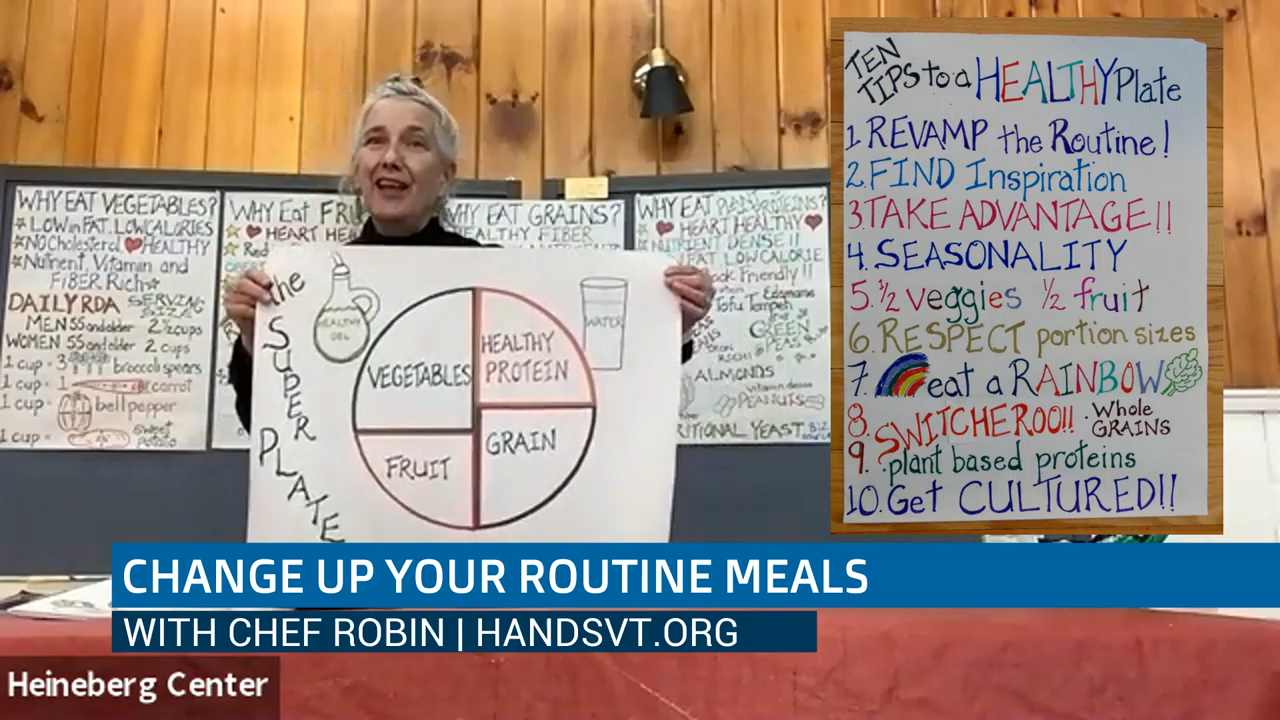 WHY EAT VEGETABLES?
LOW in FAT. LOW CALORIES
NO Cholesterol HEALTHY
Nutrient, Vitamin and
FIBER Rich
DAILY RDA SERVING SIZE
MEN 55 and older 2 1/2 cups
WOMEN 55 and older 2 cups
1 cup = 3 broccoli spears
1 cup = 1 carrot
1 cup = bell pepper
1 cup = sweet potato
WHY Eat FRU
HEART HEA
WHY EAT GRAINS?
HEALTHY FIBER
WHY EAT
HEART HEALTHY
NUTRIENT DENSE!!
FAT LOW CALORIE
Friendly!!
Edamame
Tofu Tempeh
GREEN
PEAS
ALMONDS
PEANUTS
RITIONAL YEAST
the
SUPER
PLATE
HEALTHY
OIL
WATER
VEGETABLES
HEALTHY
PROTEIN
FRUIT
GRAIN
TEN
TIPS to a HEALTHY Plate
1. REVAMP the Routine!
2. FIND Inspiration
3. TAKE ADVANTAGE!!
4. SEASONALITY
5. 1/2 veggies 1/2 fruit
6. RESPECT portion sizes
7. eat a RAINBOW
8. SWITCHEROO!! · Whole GRAINS
9. plant based proteins
10. Get CULTURED!!
CHANGE UP YOUR ROUTINE MEALS
WITH CHEF ROBIN | HANDSVT.ORG
Heineberg Center